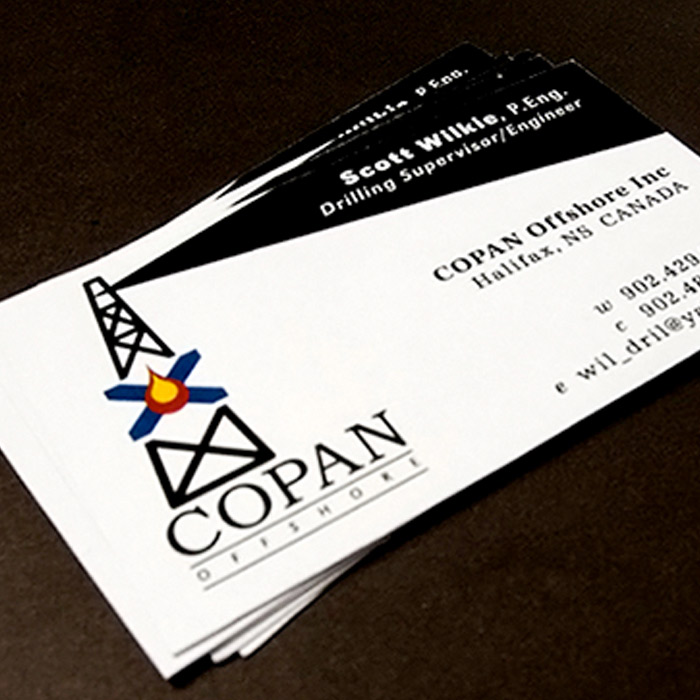 P.Eng.
Scott Wilkie, P.Eng.
Drilling Supervisor/Engineer
COPAN Offshore Inc
Halifax, NS CANADA
w 902.429
c 902.4
e wil_dril@y
COPAN
OFFSHORE